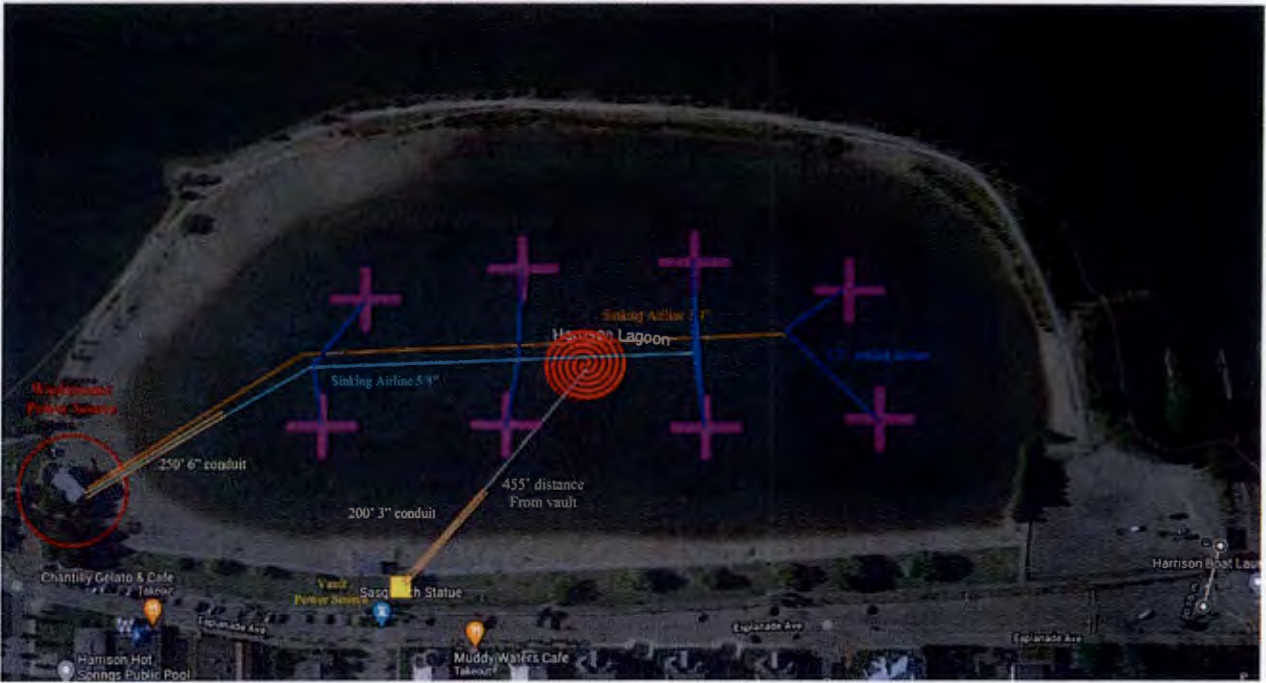 Sinking Airline 3/4"
Harrison Lagoon
Sinking Airline 5/8"
Power Source
250' 6" conduit
455' distance
From vault
200' 3" conduit
Chantilly Gelato & Cafe
Takeout
Vault
Power Source
Sasquatch Statue
Harrison Boat Lau
Esplanade Ave
Esplanade Ave
Esplanade Ave
Harrison Hot
Springs Public Pool
Muddy Waters Cafe
Takeout